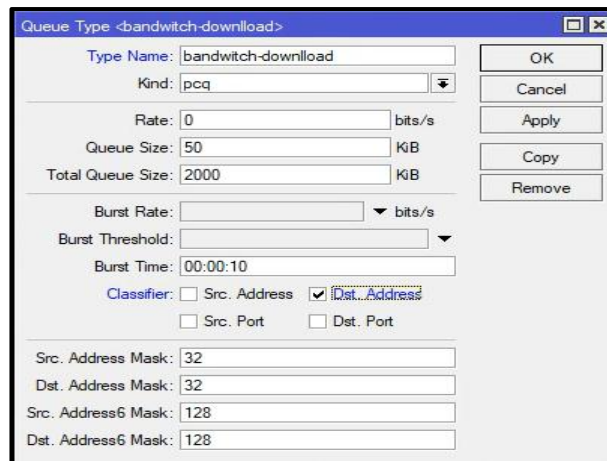 Queue Type <bandwitch-downlload>
Type Name: bandwitch-downlload
OK
Kind: pcq
Cancel
Rate: 0 bits/s
Apply
Queue Size: 50 KiB
Copy
Total Queue Size: 2000 KiB
Remove
Burst Rate: bits/s
Burst Threshold:
Burst Time: 00:00:10
Classifier: Src. Address Dst. Address
Src. Port Dst. Port
Src. Address Mask: 32
Dst. Address Mask: 32
Src. Address6 Mask: 128
Dst. Address6 Mask: 128